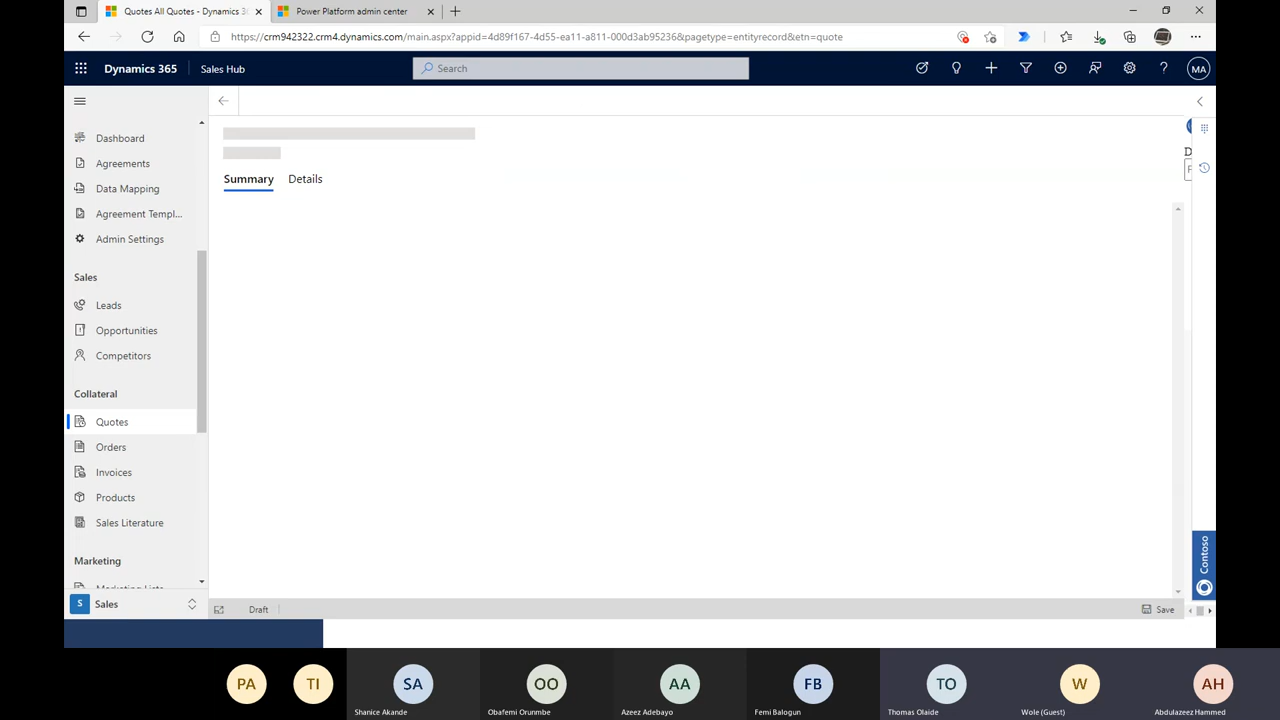 Quotes All Quotes - Dynamics 36
Power Platform admin center
https://crm942322.crm4.dynamics.com/main.aspx?appid=4d89f167-4d55-ea11-a811-000d3ab95236&pagetype=entityrecord&etn=quote
Dynamics 365
Sales Hub
Search
MA
Dashboard
Agreements
Data Mapping
Agreement Templ...
Admin Settings
Sales
Leads
Opportunities
Competitors
Collateral
Quotes
Orders
Invoices
Products
Sales Literature
Marketing
Marketing Lists
S Sales
Summary
Details
D
Draft
Save
Contoso
PA
TI
SA
Shanice Akande
OO
Obafemi Orunmbe
AA
Azeez Adebayo
FB
Femi Balogun
TO
Thomas Olaide
W
Wole (Guest)
AH
Abdulazeez Hammed